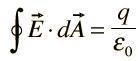 ∮E⃗ · dA⃗ = q/ε₀